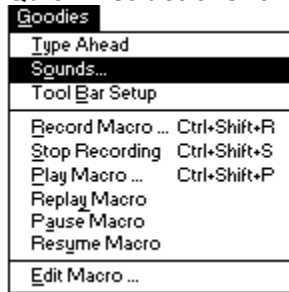 Goodies
Type Ahead
Sounds...
Tool Bar Setup
Record Macro ... Ctrl+Shift+R
Stop Recording Ctrl+Shift+S
Play Macro ... Ctrl+Shift+P
Replay Macro
Pause Macro
Resume Macro
Edit Macro ...